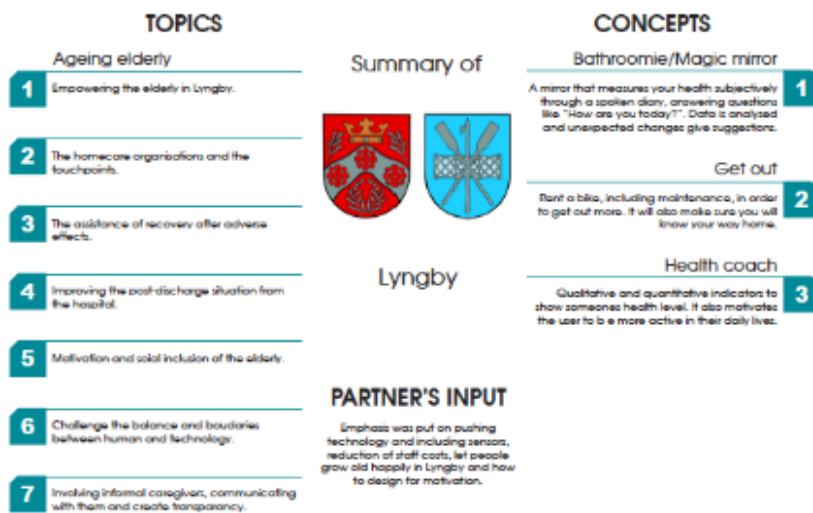 TOPICS
Ageing elderly
1
Empowering the elderly in Lyngby.
2
The homecare organisations and the
touchpoints.
3
The assistance of recovery after adverse
effects.
4
Improving the post-discharge situation from
the hospital.
5
Motivation and soial inclusion of the elderly.
6
Challenge the balance and boudaries
between human and technology.
7
Involving informal caregivers, communicating
with them and create transparency.
Summary of
Lyngby
PARTNER'S INPUT
Emphasis was put on pushing
technology and including sensors,
reduction of staff costs, let people
grow old happily in Lyngby and how
to design for motivation.
CONCEPTS
Bathroomie/Magic mirror
1
A mirror that measures your health subjectively
through a spoken diary, answering questions
like "How are you today?". Data is analysed
and unexpected changes give suggestions.
Get out
2
Rent a bike, including maintenance, in order
to get out more. It will also make sure you will
know your way home.
Health coach
3
Qualitative and quantitative indicators to
show someones health level. It also motivates
the user to b e more active in their daily lives.